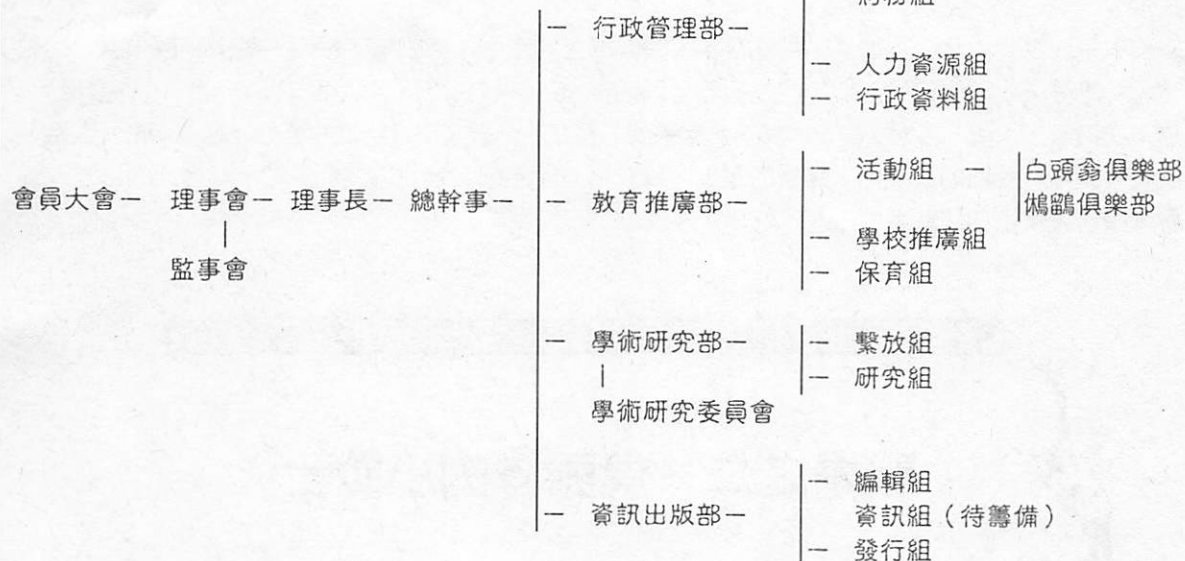 行政管理部
人力資源組
行政資料組
會員大會 理事會 理事長 總幹事
監事會
教育推廣部
活動組
白頭翁俱樂部
鵂鶹俱樂部
學校推廣組
保育組
學術研究部
繫放組
研究組
學術研究委員會
資訊出版部
編輯組
資訊組（待籌備）
發行組